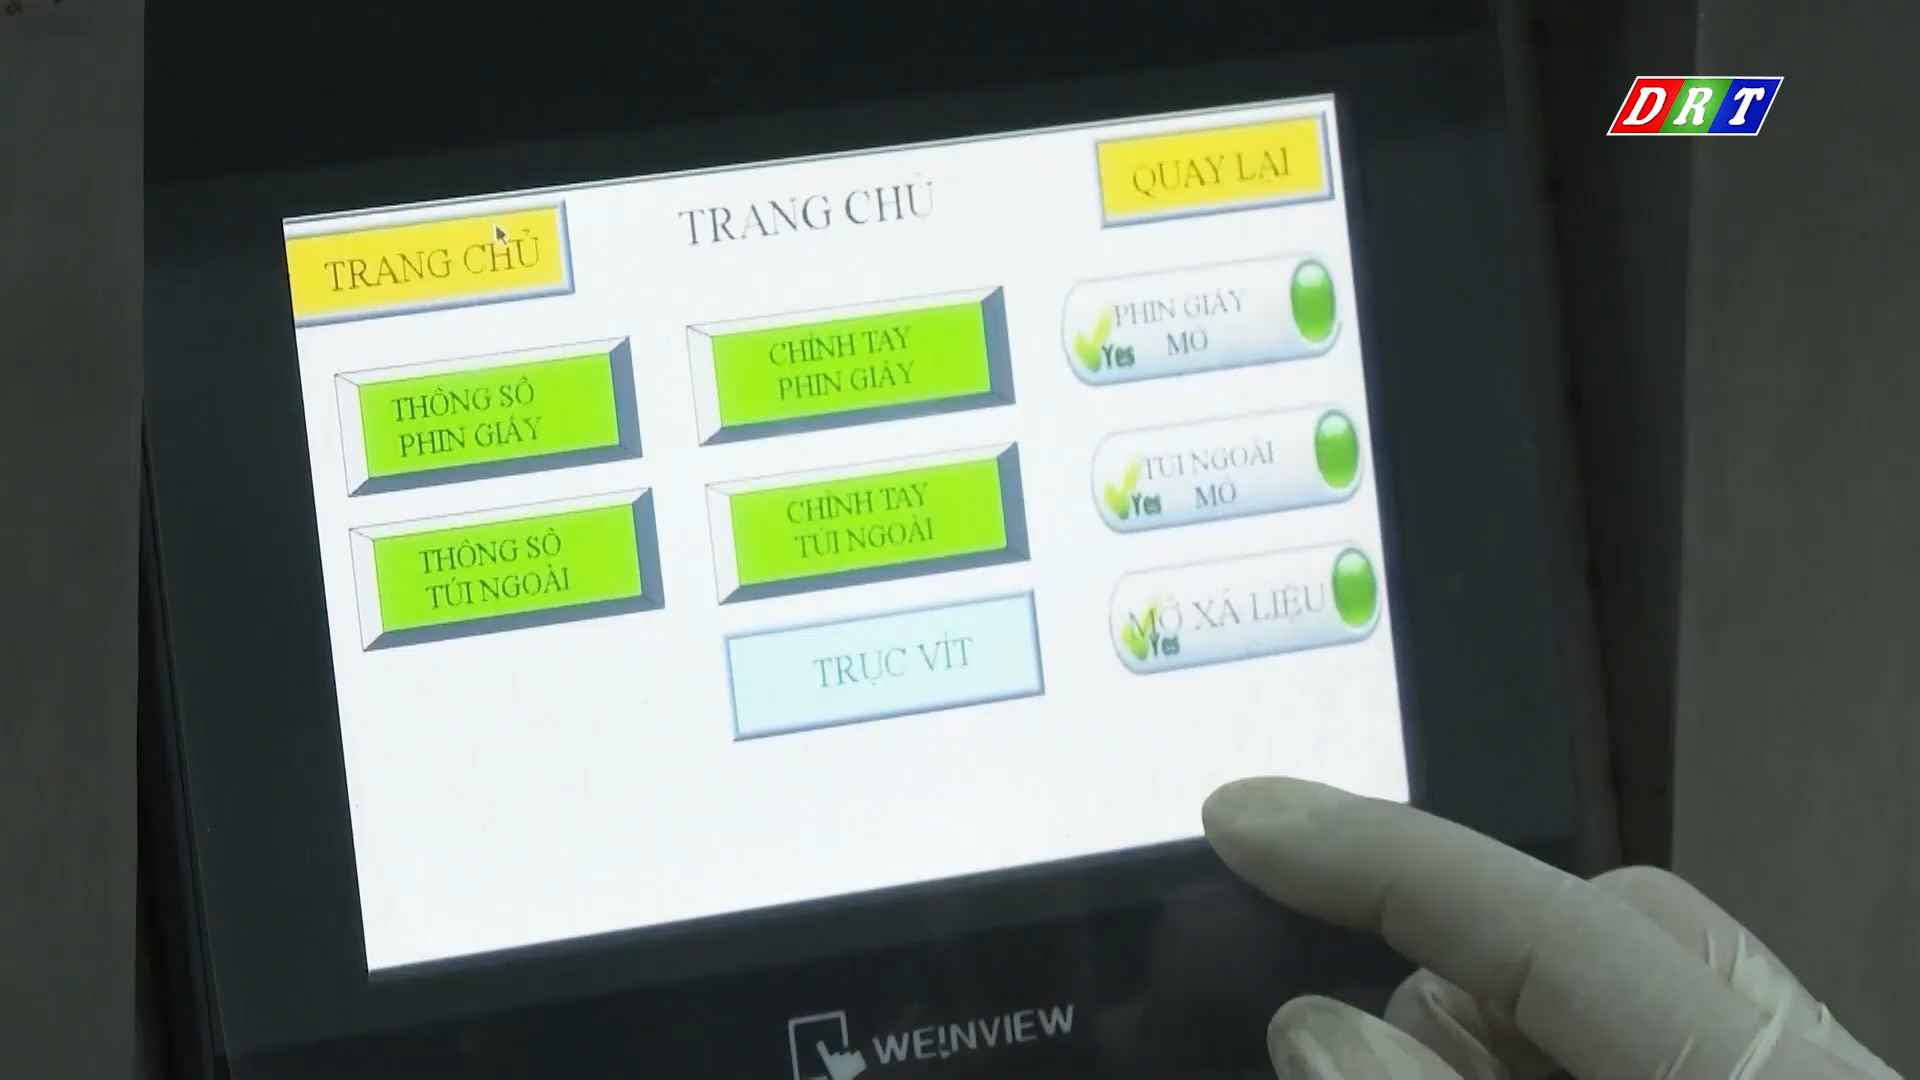 DRT
TRANG CHỦ
TRANG CHỦ
QUAY LẠI
THÔNG SỐ
PHIN GIẤY
CHỈNH TAY
PHIN GIẤY
PHIN GIẤY
MỞ
Yes
THÔNG SỐ
TÚI NGOÀI
CHỈNH TAY
TÚI NGOÀI
TÚI NGOÀI
MỞ
Yes
TRỤC VÍT
MỞ XẢ LIỆU
Yes
WEINVIEW